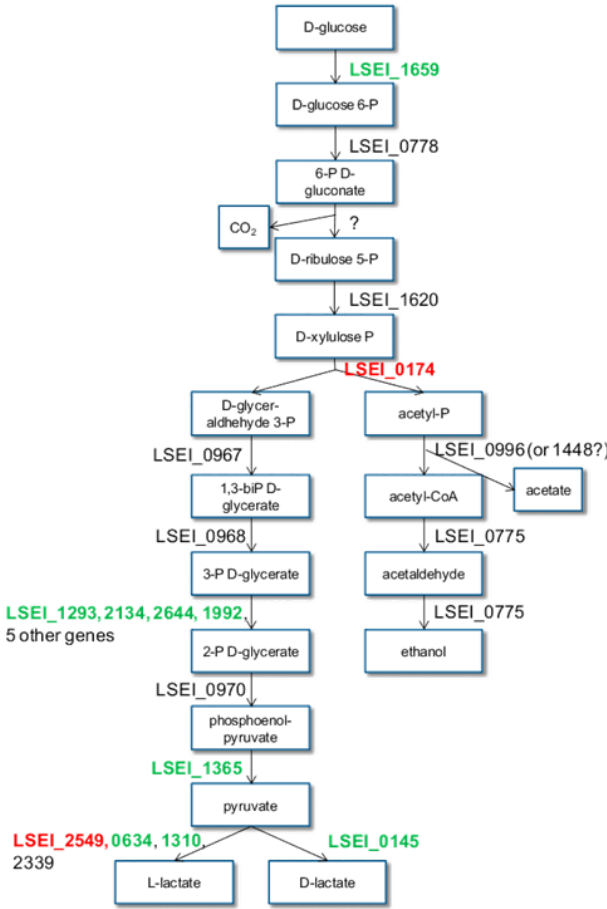 D-glucose
LSEI_1659
D-glucose 6-P
LSEI_0778
6-P D-
gluconate
CO2
?
D-ribulose 5-P
LSEI_1620
D-xylulose P
LSEI_0174
D-glycer-
aldhehyde 3-P
acetyl-P
LSEI_0967
LSEI_0996 (or 1448?)
1,3-biP D-
glycerate
acetyl-CoA
acetate
LSEI_0968
LSEI_0775
3-P D-glycerate
acetaldehyde
LSEI_1293, 2134, 2644, 1992,
5 other genes
LSEI_0775
2-P D-glycerate
ethanol
LSEI_0970
phosphoenol-
pyruvate
LSEI_1365
pyruvate
LSEI_2549, 0634, 1310,
2339
LSEI_0145
L-lactate
D-lactate